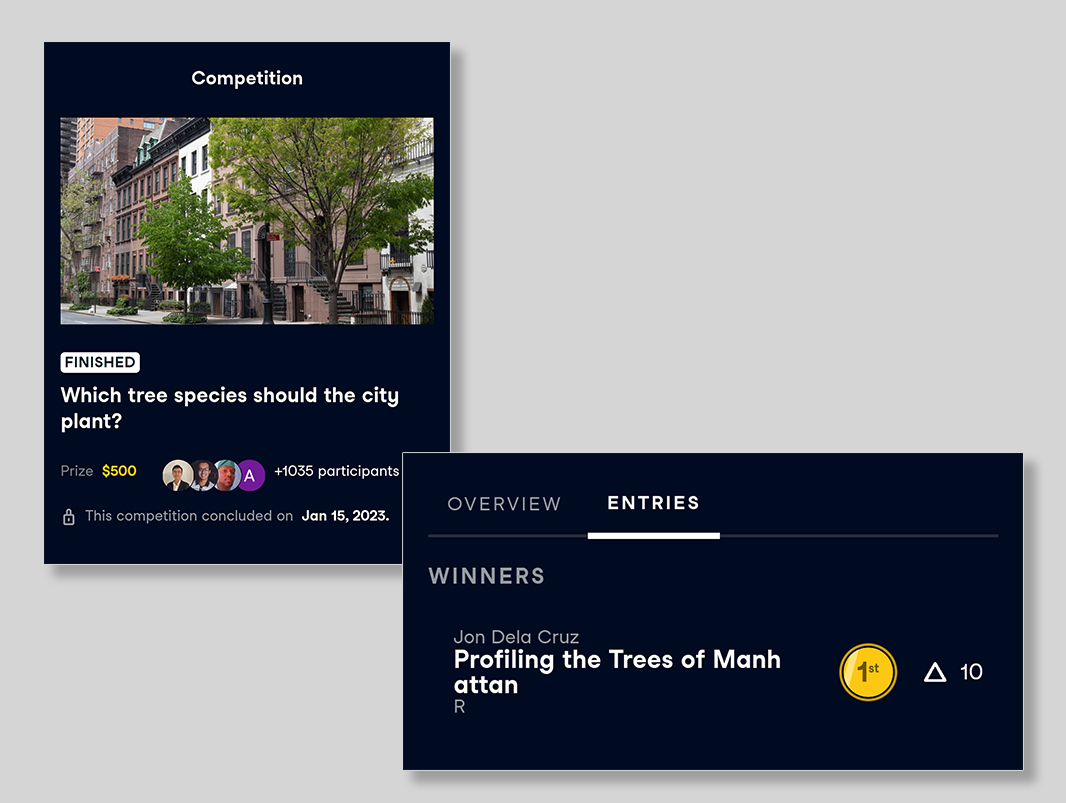 Competition
FINISHED
Which tree species should the city
plant?
Prize $500 A +1035 participants
This competition concluded on Jan 15, 2023.
OVERVIEW ENTRIES
WINNERS
Jon Dela Cruz
Profiling the Trees of Manh
attan
R
1st 10